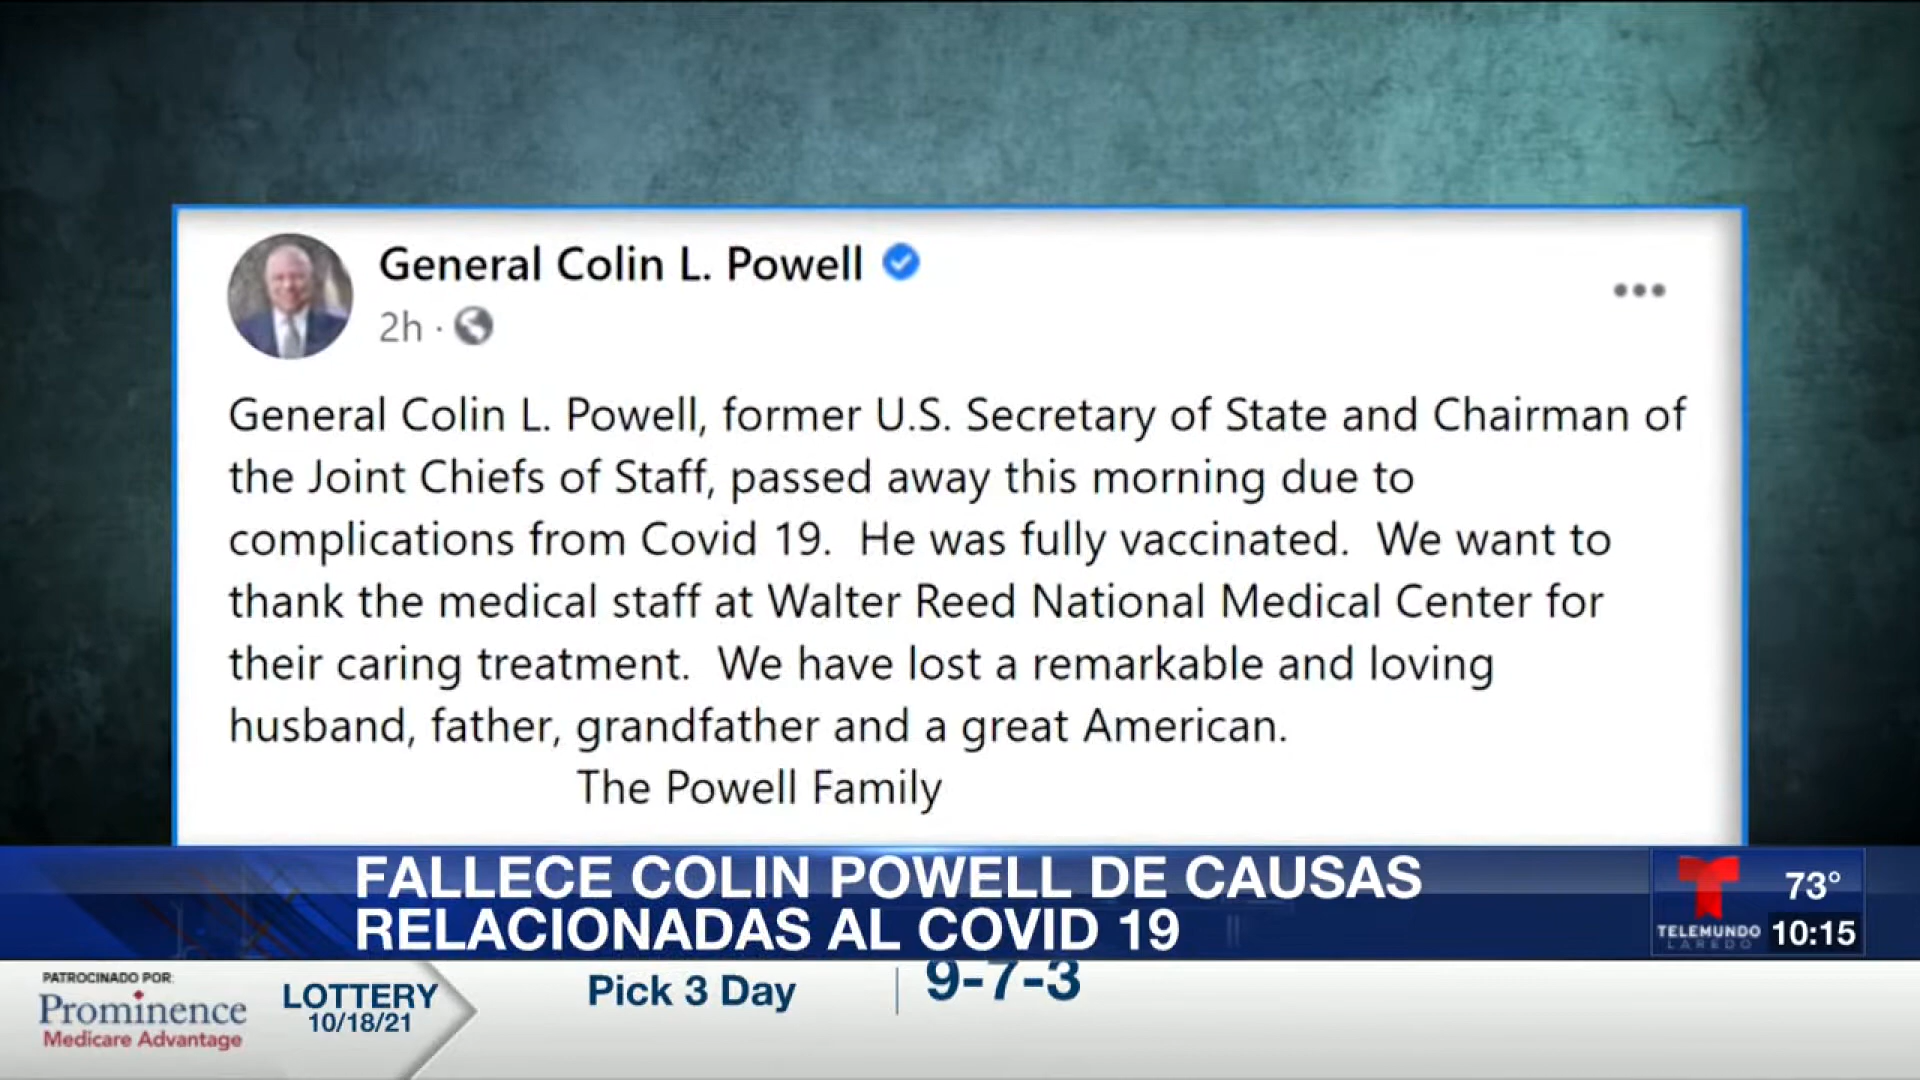 General Colin L. Powell
2h ·
General Colin L. Powell, former U.S. Secretary of State and Chairman of
the Joint Chiefs of Staff, passed away this morning due to
complications from Covid 19.  He was fully vaccinated.  We want to
thank the medical staff at Walter Reed National Medical Center for
their caring treatment.  We have lost a remarkable and loving
husband, father, grandfather and a great American.
The Powell Family
FALLECE COLIN POWELL DE CAUSAS
RELACIONADAS AL COVID 19
73°
TELEMUNDO
LAREDO
10:15
PATROCINADO POR:
Prominence
Medicare Advantage
LOTTERY
10/18/21
Pick 3 Day
9-7-3